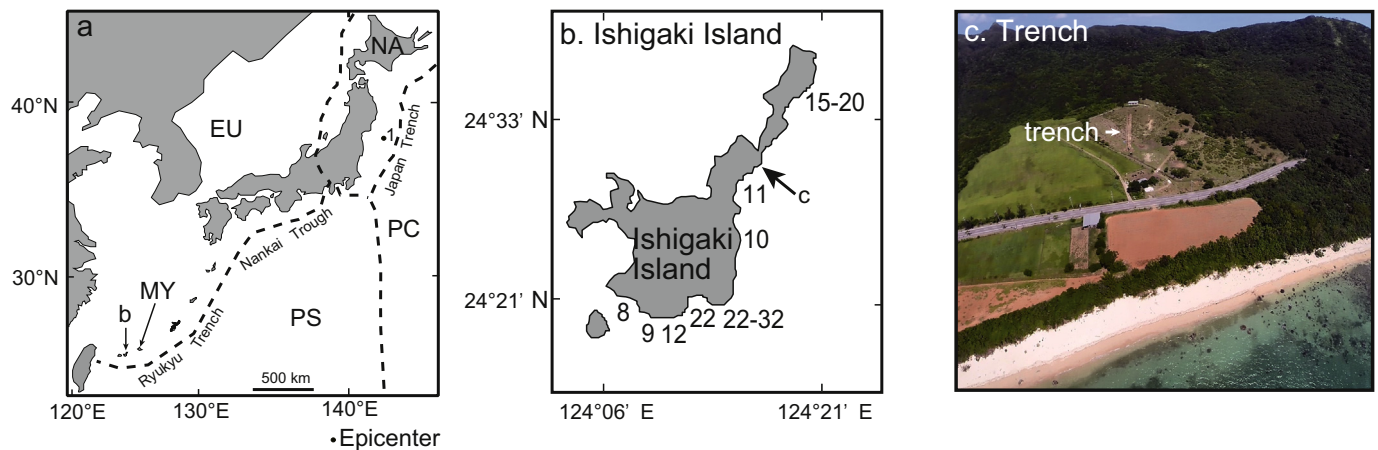 a
NA
40°N
EU
1
Japan Trench
Nankai Trough
PC
30°N
MY
b
PS
Ryukyu Trench
500 km
120°E
130°E
140°E
•Epicenter
b. Ishigaki Island
15-20
24°33' N
11
c
Ishigaki
Island
10
24°21' N
8
9
12
22
22-32
124°06' E
124°21' E
c. Trench
trench